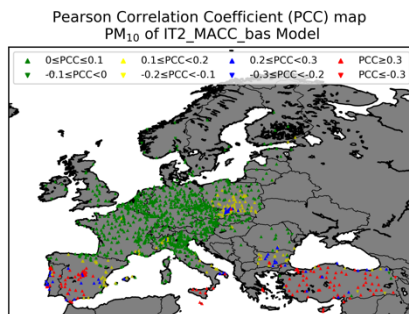 Pearson Correlation Coefficient (PCC) map
PM₁₀ of IT2_MACC_bas Model
0≤PCC≤0.1 0.1≤PCC<0.2 0.2≤PCC<0.3 PCC≥0.3
-0.1≤PCC<0 -0.2≤PCC<-0.1 -0.3≤PCC<-0.2 PCC≤-0.3